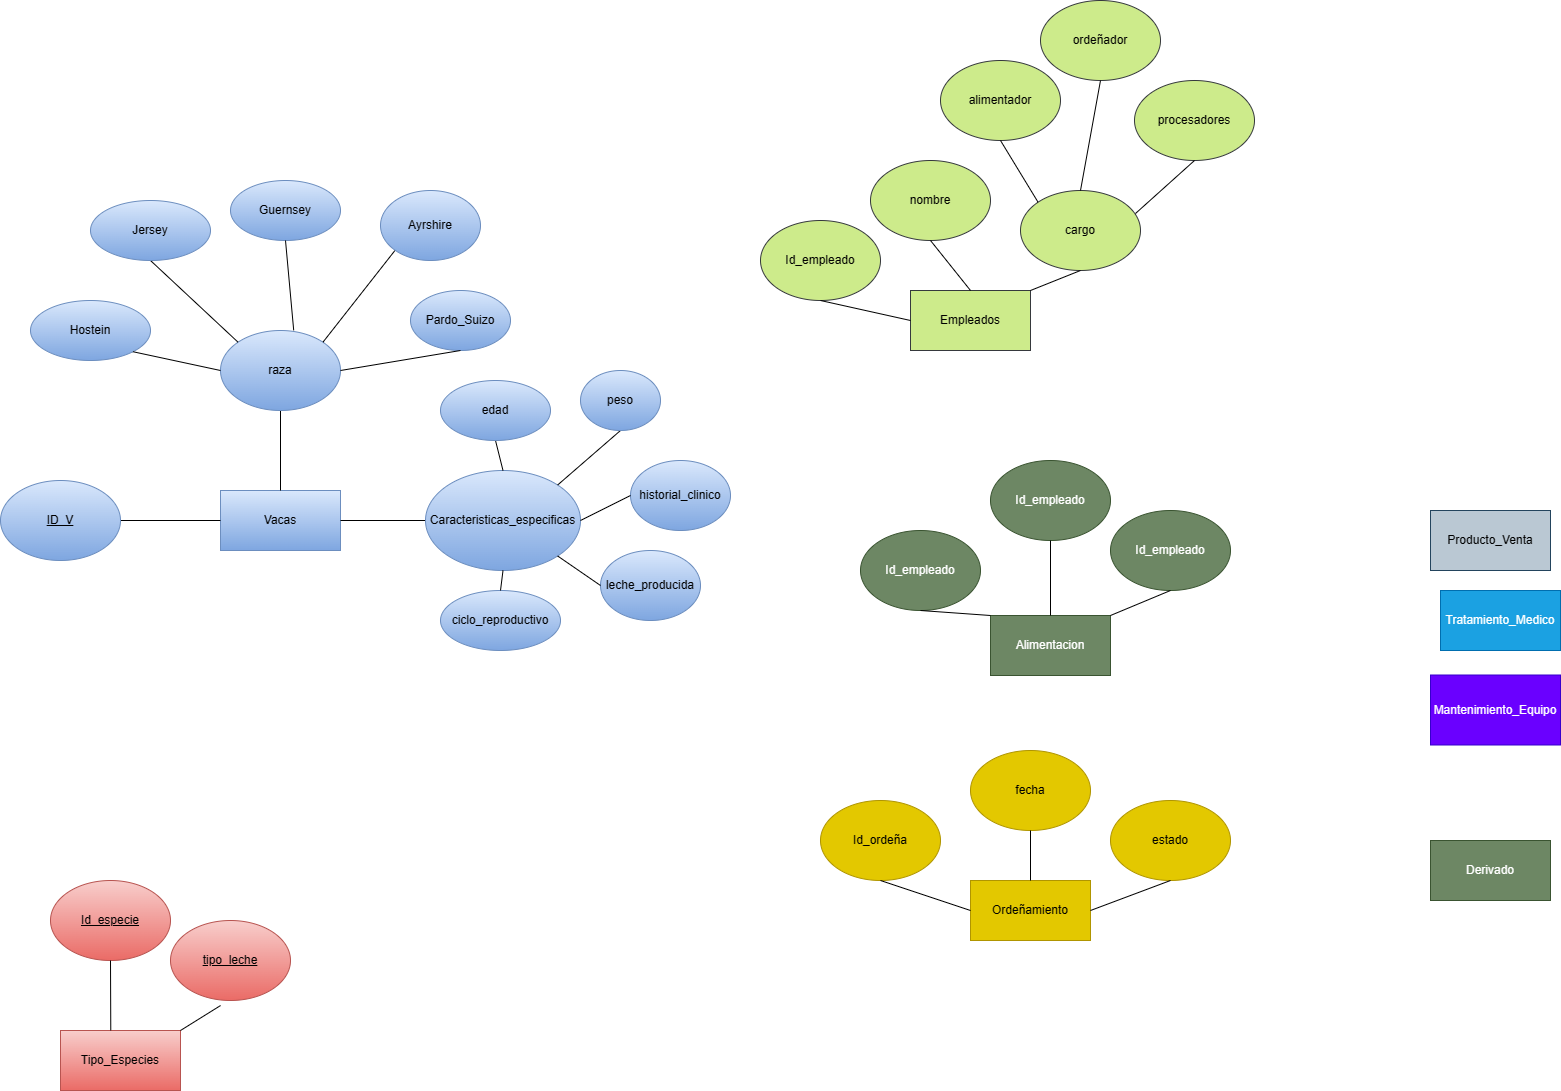 ordeñador
alimentador
procesadores
nombre
cargo
Id_empleado
Empleados
Guernsey
Jersey
Ayrshire
Hostein
Pardo_Suizo
raza
edad
peso
historial_clinico
ID_V
Vacas
Caracteristicas_especificas
leche_producida
ciclo_reproductivo
Id_empleado
Id_empleado
Id_empleado
Alimentacion
Producto_Venta
Tratamiento_Medico
Mantenimiento_Equipo
fecha
Id_ordeña
estado
Ordeñamiento
Derivado
Id_especie
tipo_leche
Tipo_Especies